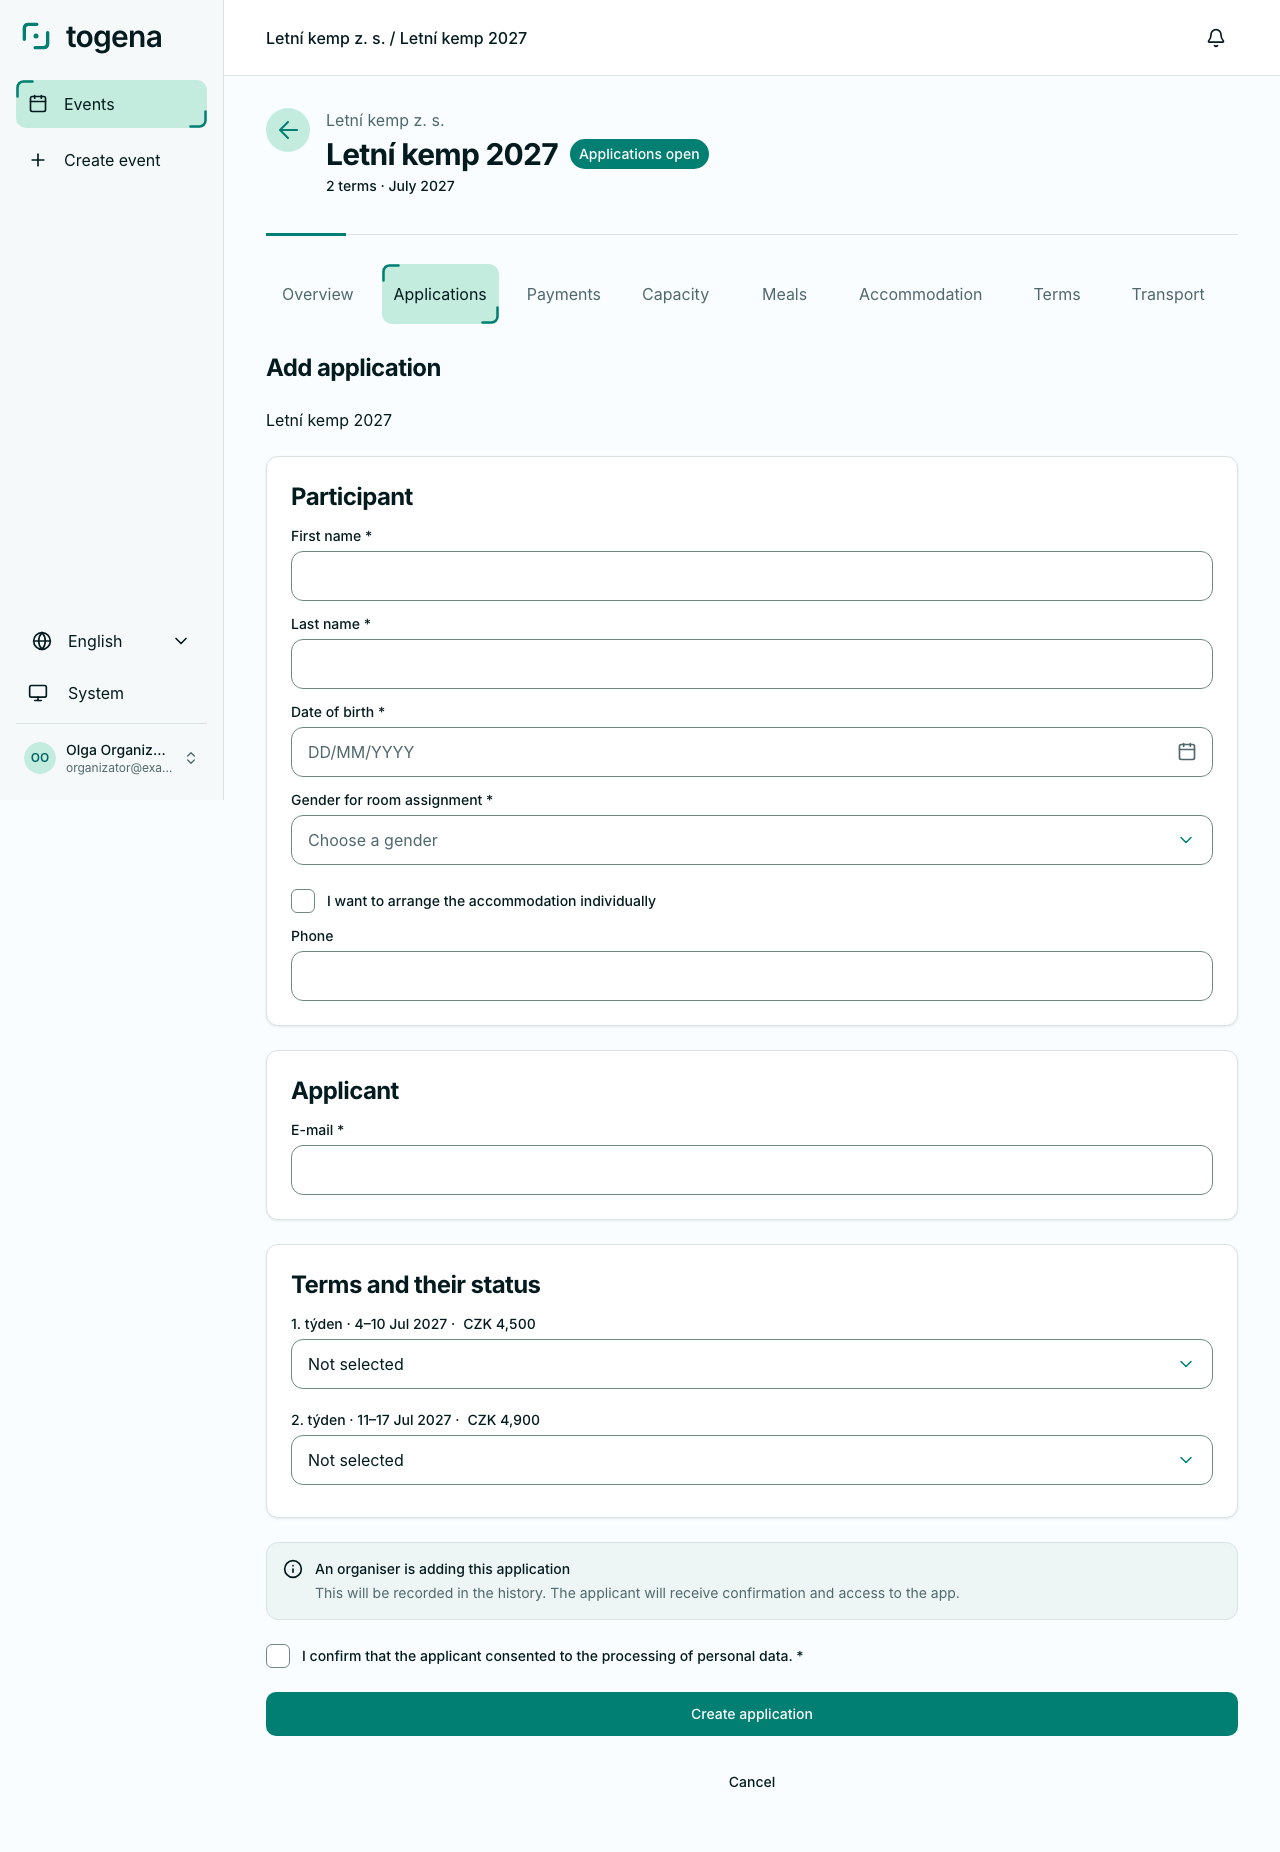 togena
Events
Create event
English
System
OO
Olga Organiz...
organizator@exa...
Letní kemp z. s. / Letní kemp 2027
Letní kemp z. s.
Letní kemp 2027
Applications open
2 terms · July 2027
Overview
Applications
Payments
Capacity
Meals
Accommodation
Terms
Transport
Add application
Letní kemp 2027
Participant
First name *
Last name *
Date of birth *
DD/MM/YYYY
Gender for room assignment *
Choose a gender
I want to arrange the accommodation individually
Phone
Applicant
E-mail *
Terms and their status
1. týden · 4–10 Jul 2027 · CZK 4,500
Not selected
2. týden · 11–17 Jul 2027 · CZK 4,900
Not selected
An organiser is adding this application
This will be recorded in the history. The applicant will receive confirmation and access to the app.
I confirm that the applicant consented to the processing of personal data. *
Create application
Cancel